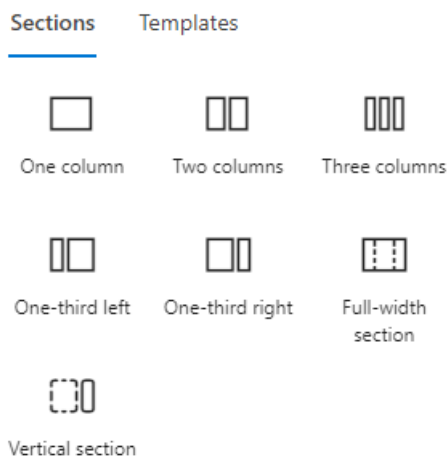 Sections Templates
One column Two columns Three columns
One-third left One-third right Full-width
section
Vertical section